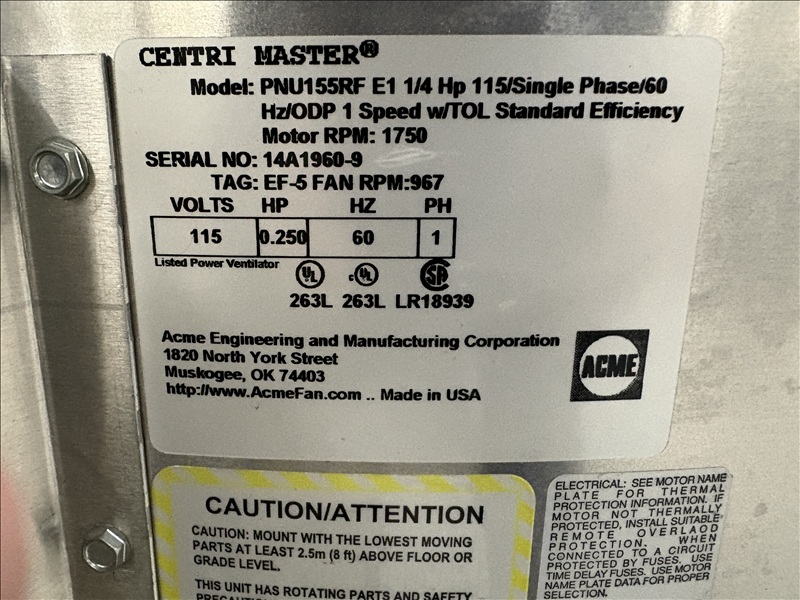 CENTRI MASTER®
Model: PNU155RF E1 1/4 Hp 115/Single Phase/60
Hz/ODP 1 Speed w/TOL Standard Efficiency
Motor RPM: 1750
SERIAL NO: 14A1960-9
TAG: EF-5 FAN RPM:967
VOLTS HP HZ PH
115 0.250 60 1
Listed Power Ventilator
UL c UL SA
263L 263L LR18939
Acme Engineering and Manufacturing Corporation
1820 North York Street
Muskogee, OK 74403
http://www.AcmeFan.com .. Made in USA
ACME
CAUTION/ATTENTION
CAUTION: MOUNT WITH THE LOWEST MOVING
PARTS AT LEAST 2.5m (8 ft) ABOVE FLOOR OR
GRADE LEVEL.
THIS UNIT HAS ROTATING PARTS AND SAFETY
ELECTRICAL: SEE MOTOR NAME
PLATE FOR THERMAL
PROTECTION INFORMATION. IF
MOTOR NOT THERMALLY
PROTECTED, INSTALL SUITABLE
REMOTE OVERLAOD
PROTECTION. WHEN
CONNECTED TO A CIRCUIT
PROTECTED BY FUSES. USE
TIME DELAY FUSES. USE MOTOR
NAME PLATE DATA FOR PROPER
SELECTION.